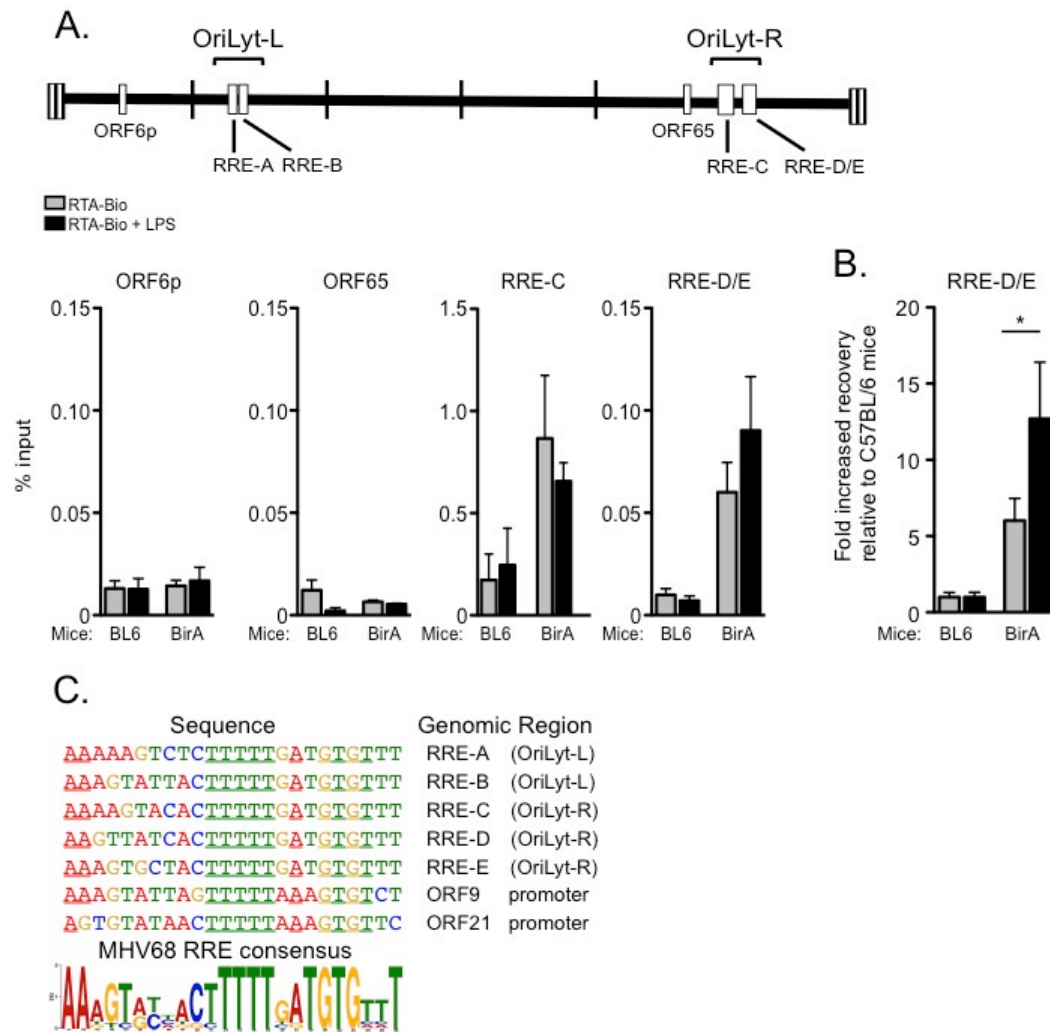 A.
OriLyt-L OriLyt-R
ORF6p ORF65
RRE-A RRE-B RRE-C RRE-D/E
RTA-Bio
RTA-Bio + LPS
B.
ORF6p ORF65 RRE-C RRE-D/E RRE-D/E
% input
0.15 0.15 1.5 0.15 20
0.10 0.10 1.0 0.10 15
0.05 0.05 0.5 0.05 10
5
0 0 0 0 0
*
Fold increased recovery
relative to C57BL/6 mice
Mice: BL6 BirA Mice: BL6 BirA Mice: BL6 BirA Mice: BL6 BirA Mice: BL6 BirA
C.
Sequence Genomic Region
AAAAAGTCTCTTTTTGATGTGTTT RRE-A (OriLyt-L)
AAAGTATTACTTTTTGATGTGTTT RRE-B (OriLyt-L)
AAAAGTACACTTTTTGATGTGTTT RRE-C (OriLyt-R)
AAGTTATCACTTTTTGATGTGTTT RRE-D (OriLyt-R)
AAAGTGCTACTTTTTGATGTGTTT RRE-E (OriLyt-R)
AAAGTATTAGTTTTTAAAGTGTCT ORF9 promoter
AGTGTATAACTTTTTAAAGTGTTC ORF21 promoter
MHV68 RRE consensus